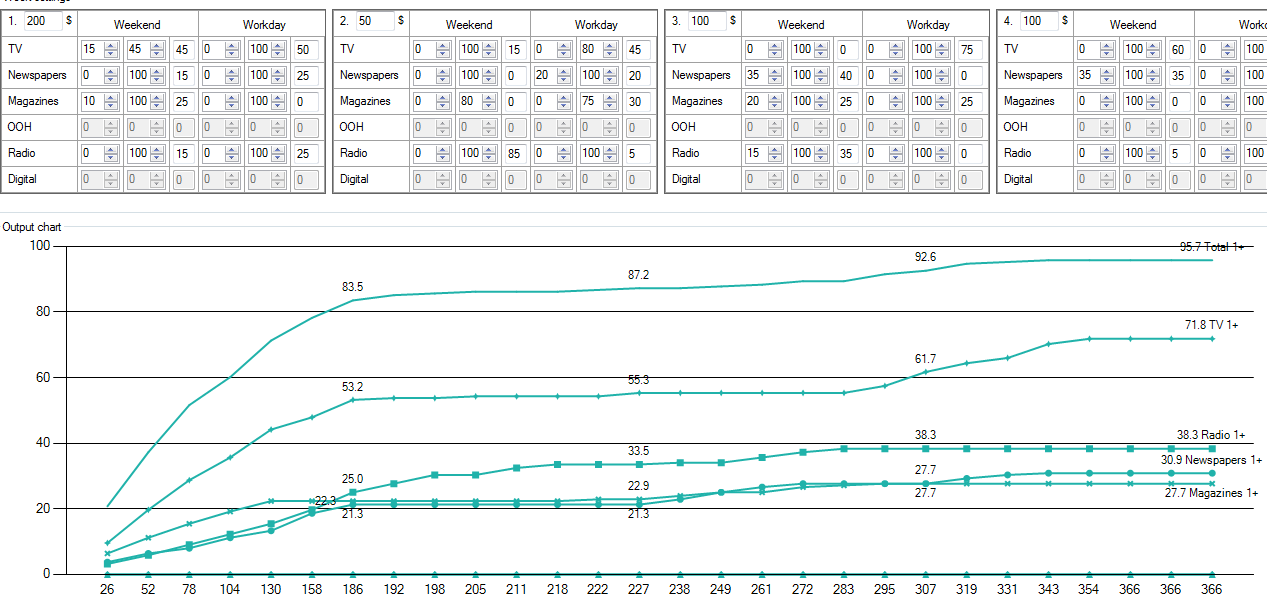 1. 200 $ Weekend Workday
TV 15 45 45 0 100 50
Newspapers 0 100 15 0 100 25
Magazines 10 100 25 0 100 0
OOH 0 0 0 0 0 0
Radio 0 100 15 0 100 25
Digital 0 0 0 0 0 0
2. 50 $ Weekend Workday
TV 0 100 15 0 80 45
Newspapers 0 100 0 20 100 20
Magazines 0 80 0 0 75 30
OOH 0 0 0 0 0 0
Radio 0 100 85 0 100 5
Digital 0 0 0 0 0 0
3. 100 $ Weekend Workday
TV 0 100 0 0 100 75
Newspapers 35 100 40 0 100 0
Magazines 20 100 25 0 100 25
OOH 0 0 0 0 0 0
Radio 15 100 35 0 100 0
Digital 0 0 0 0 0 0
4. 100 $ Weekend Work
TV 0 100 60 0 100
Newspapers 35 100 35 0 100
Magazines 0 100 0 0 100
OOH 0 0 0 0 0
Radio 0 100 5 0 100
Digital 0 0 0 0 0
Output chart
100
95.7 Total 1+
92.6
87.2
83.5
80
71.8 TV 1+
61.7
60
55.3
53.2
40
38.3 38.3 Radio 1+
33.5
30.9 Newspapers 1+
25.0 22.9 27.7
22.3 27.7 27.7 Magazines 1+
20
21.3 21.3
0
26 52 78 104 130 158 186 192 198 205 211 218 222 227 238 249 261 272 283 295 307 319 331 343 354 366 366 366